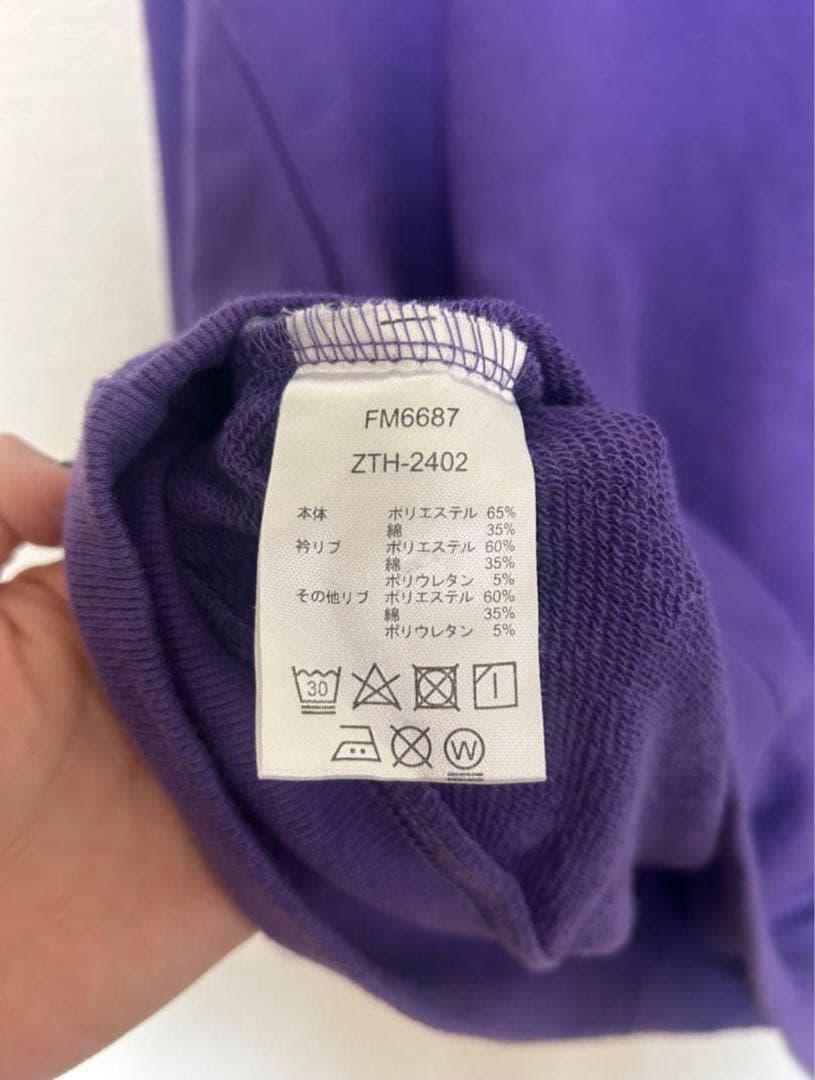 FM6687
ZTH-2402
本体 ポリエステル 65%
綿 35%
衿リブ ポリエステル 60%
綿 35%
ポリウレタン 5%
その他リブ ポリエステル 60%
綿 35%
ポリウレタン 5%
30
W